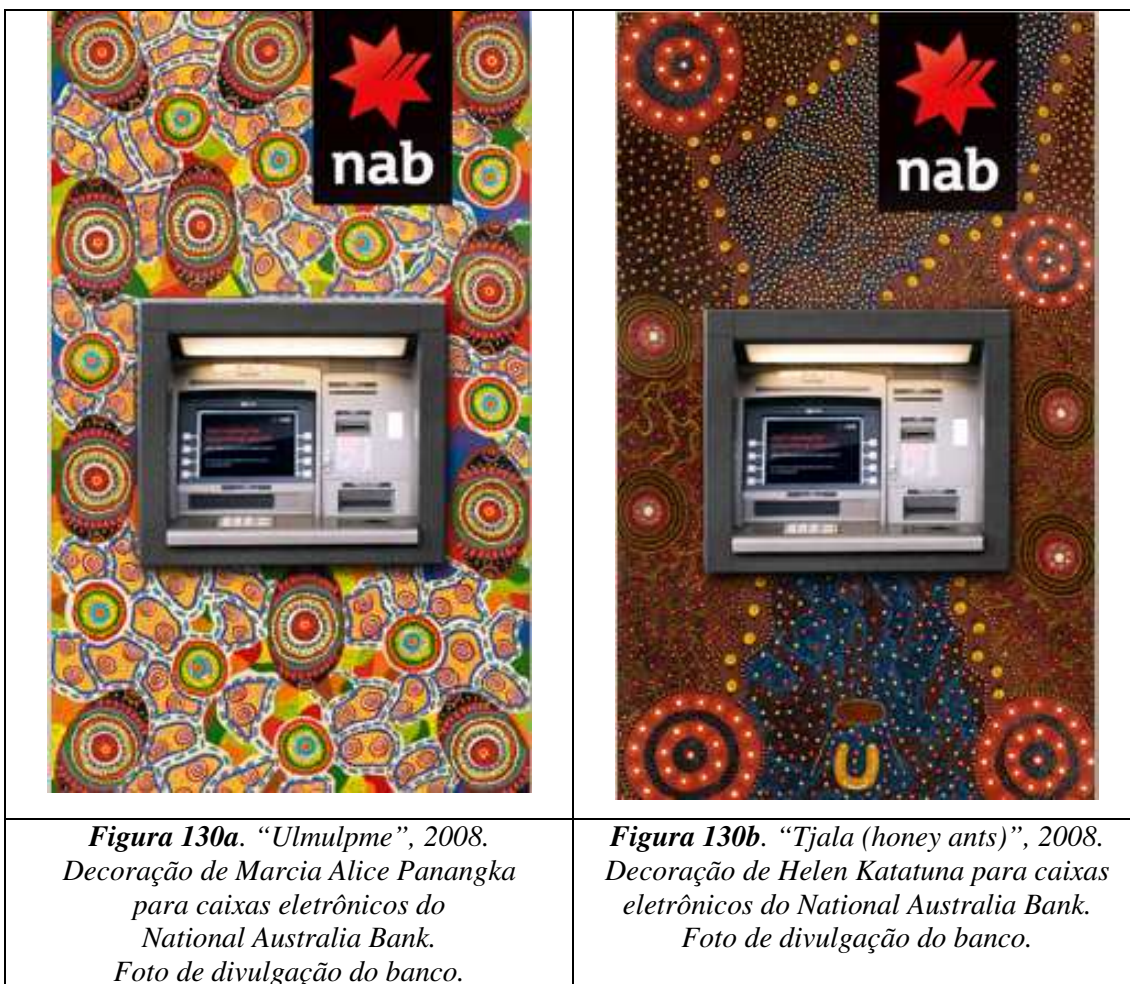 nab
nab
Figura 130a. “Ulmulpme”, 2008.
Decoração de Marcia Alice Panangka
para caixas eletrônicos do
National Australia Bank.
Foto de divulgação do banco.
Figura 130b. “Tjala (honey ants)”, 2008.
Decoração de Helen Katatuna para caixas
eletrônicos do National Australia Bank.
Foto de divulgação do banco.